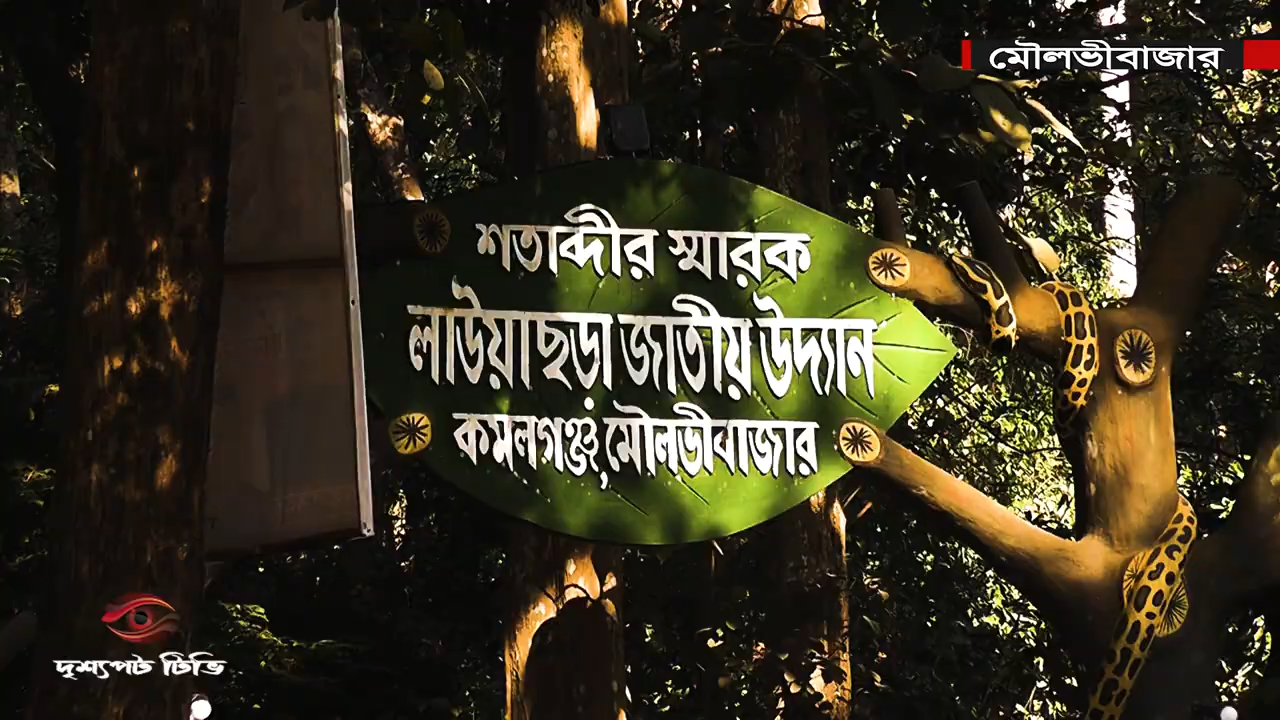 মৌলভীবাজার
শতাব্দীর স্মারক
লাউয়াছড়া জাতীয় উদ্যান
কমলগঞ্জ, মৌলভীবাজার
দৃশ্যপট টিভি